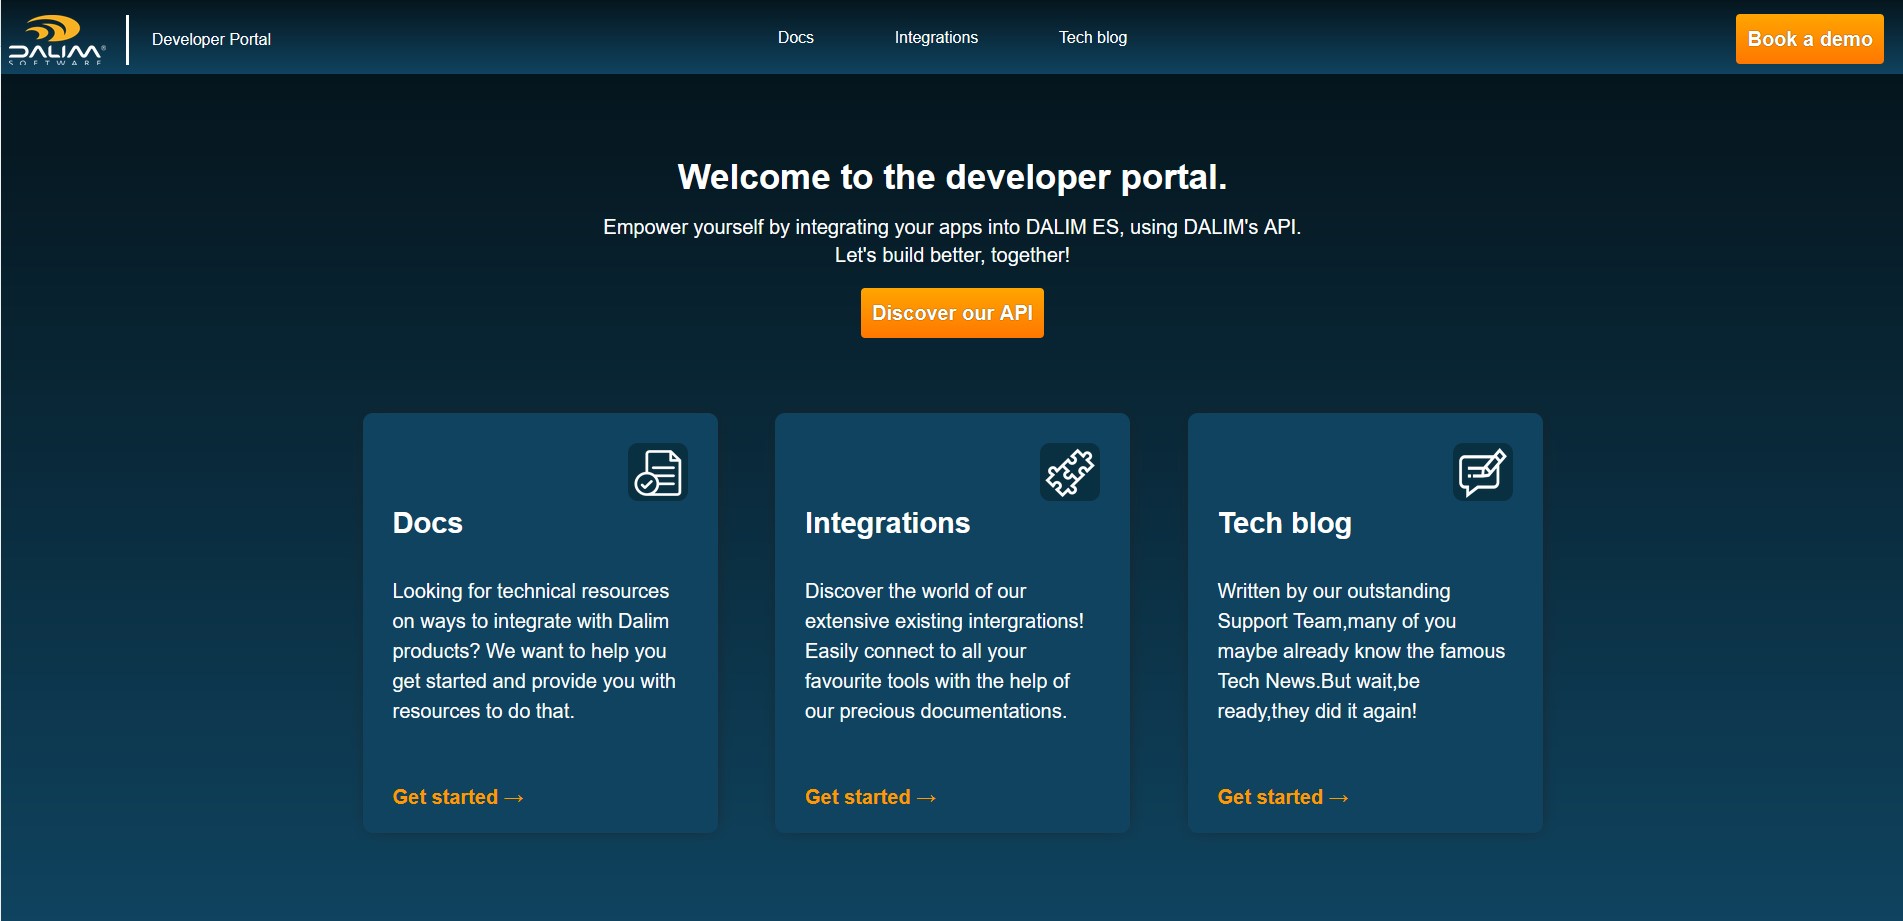 DALIM®
SOFTWARE
Developer Portal
Docs
Integrations
Tech blog
Book a demo
Welcome to the developer portal.
Empower yourself by integrating your apps into DALIM ES, using DALIM's API.
Let's build better, together!
Discover our API
Docs
Looking for technical resources
on ways to integrate with Dalim
products? We want to help you
get started and provide you with
resources to do that.
Get started →
Integrations
Discover the world of our
extensive existing intergrations!
Easily connect to all your
favourite tools with the help of
our precious documentations.
Get started →
Tech blog
Written by our outstanding
Support Team,many of you
maybe already know the famous
Tech News.But wait,be
ready,they did it again!
Get started →